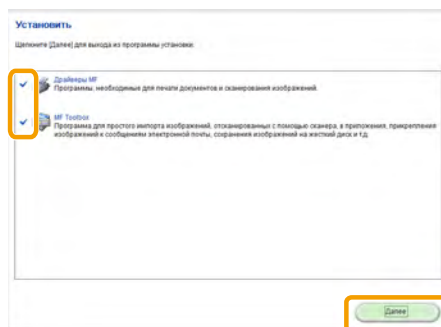 Установить
Щелкните [Далее] для выхода из программы установки.
Драйверы MF
Программы, необходимые для печати документов и сканирования изображений.
MF Toolbox
Программа для простого импорта изображений, отсканированных с помощью сканера, в приложения, прикрепления
изображений к сообщениям электронной почты, сохранения изображений на жесткий диск и т.д.
Далее